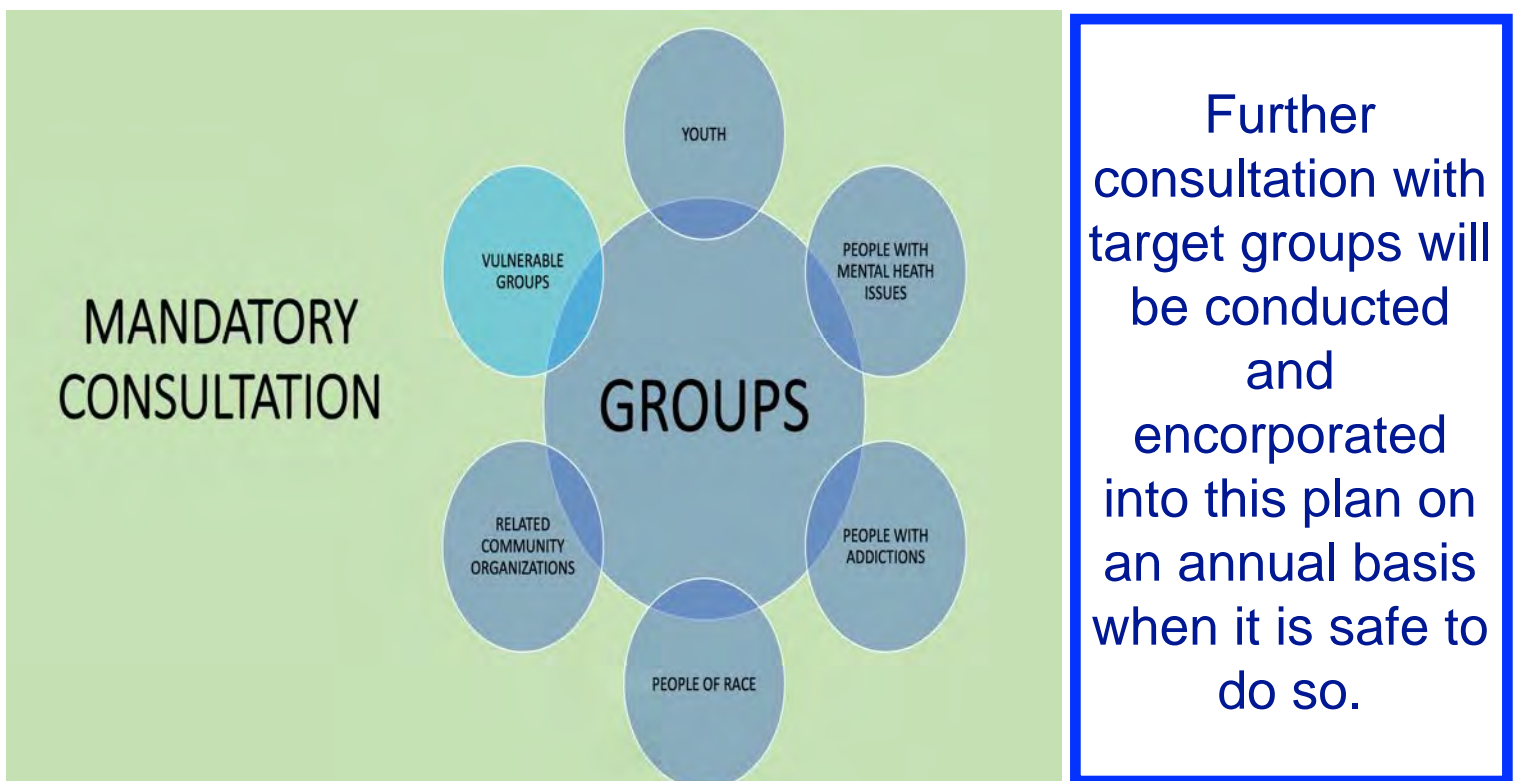 MANDATORY
CONSULTATION
YOUTH
PEOPLE WITH
MENTAL HEATH
ISSUES
PEOPLE WITH
ADDICTIONS
PEOPLE OF RACE
RELATED
COMMUNITY
ORGANIZATIONS
VULNERABLE
GROUPS
GROUPS
Further
consultation with
target groups will
be conducted
and
encorporated
into this plan on
an annual basis
when it is safe to
do so.